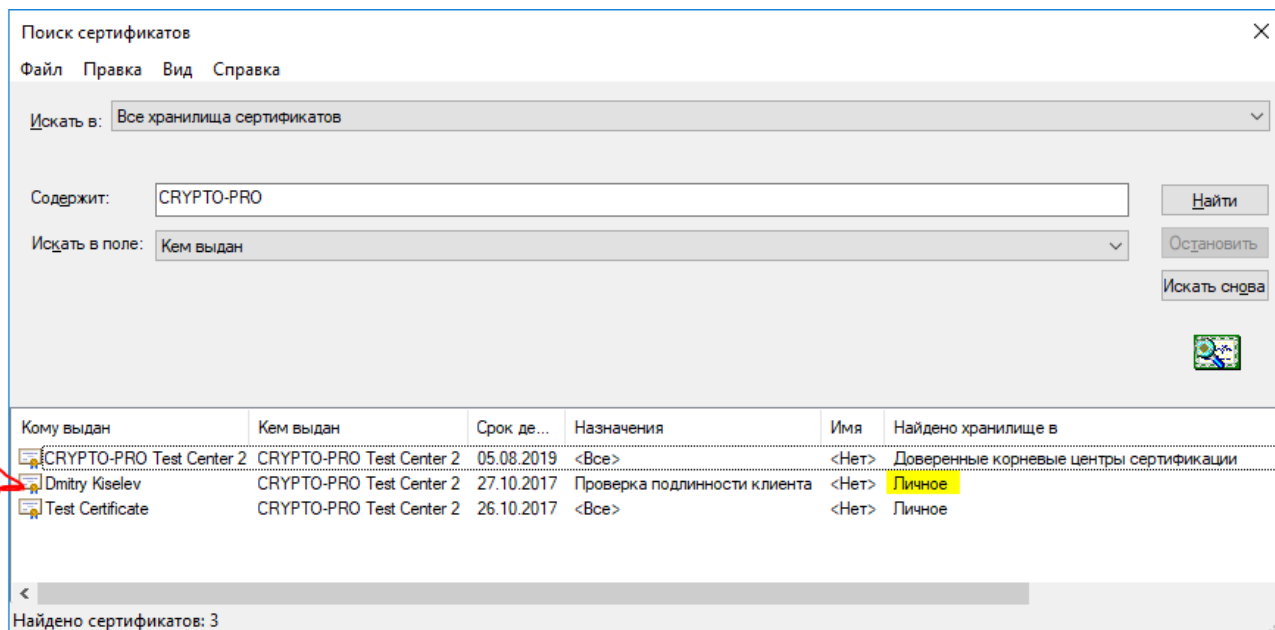 Поиск сертификатов
Файл Правка Вид Справка
Искать в: Все хранилища сертификатов
Содержит: CRYPTO-PRO Найти
Искать в поле: Кем выдан Остановить
Искать снова
Кому выдан Кем выдан Срок де... Назначения Имя Найдено хранилище в
CRYPTO-PRO Test Center 2 CRYPTO-PRO Test Center 2 05.08.2019 <Все> <Нет> Доверенные корневые центры сертификации
Dmitry Kiselev CRYPTO-PRO Test Center 2 27.10.2017 Проверка подлинности клиента <Нет> Личное
Test Certificate CRYPTO-PRO Test Center 2 26.10.2017 <Все> <Нет> Личное
Найдено сертификатов: 3